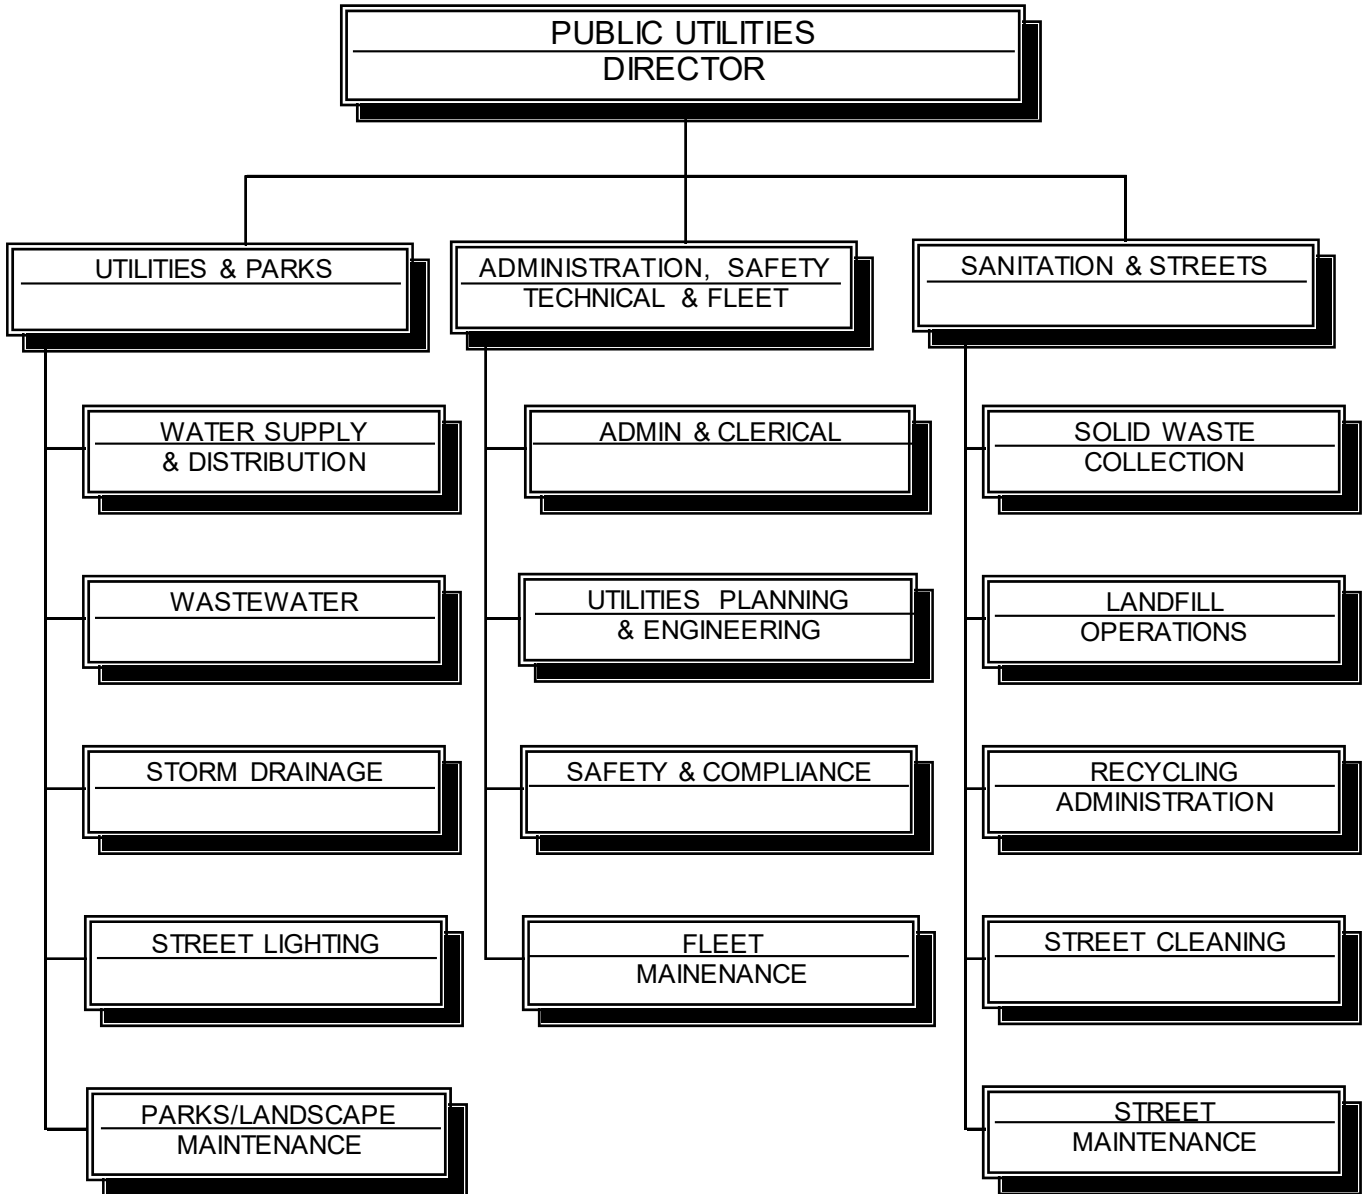 PUBLIC UTILITIES
DIRECTOR
UTILITIES & PARKS
ADMINISTRATION, SAFETY
TECHNICAL & FLEET
SANITATION & STREETS
WATER SUPPLY
& DISTRIBUTION
ADMIN & CLERICAL
SOLID WASTE
COLLECTION
WASTEWATER
UTILITIES PLANNING
& ENGINEERING
LANDFILL
OPERATIONS
STORM DRAINAGE
SAFETY & COMPLIANCE
RECYCLING
ADMINISTRATION
STREET LIGHTING
FLEET
MAINENANCE
STREET CLEANING
PARKS/LANDSCAPE
MAINTENANCE
STREET
MAINTENANCE